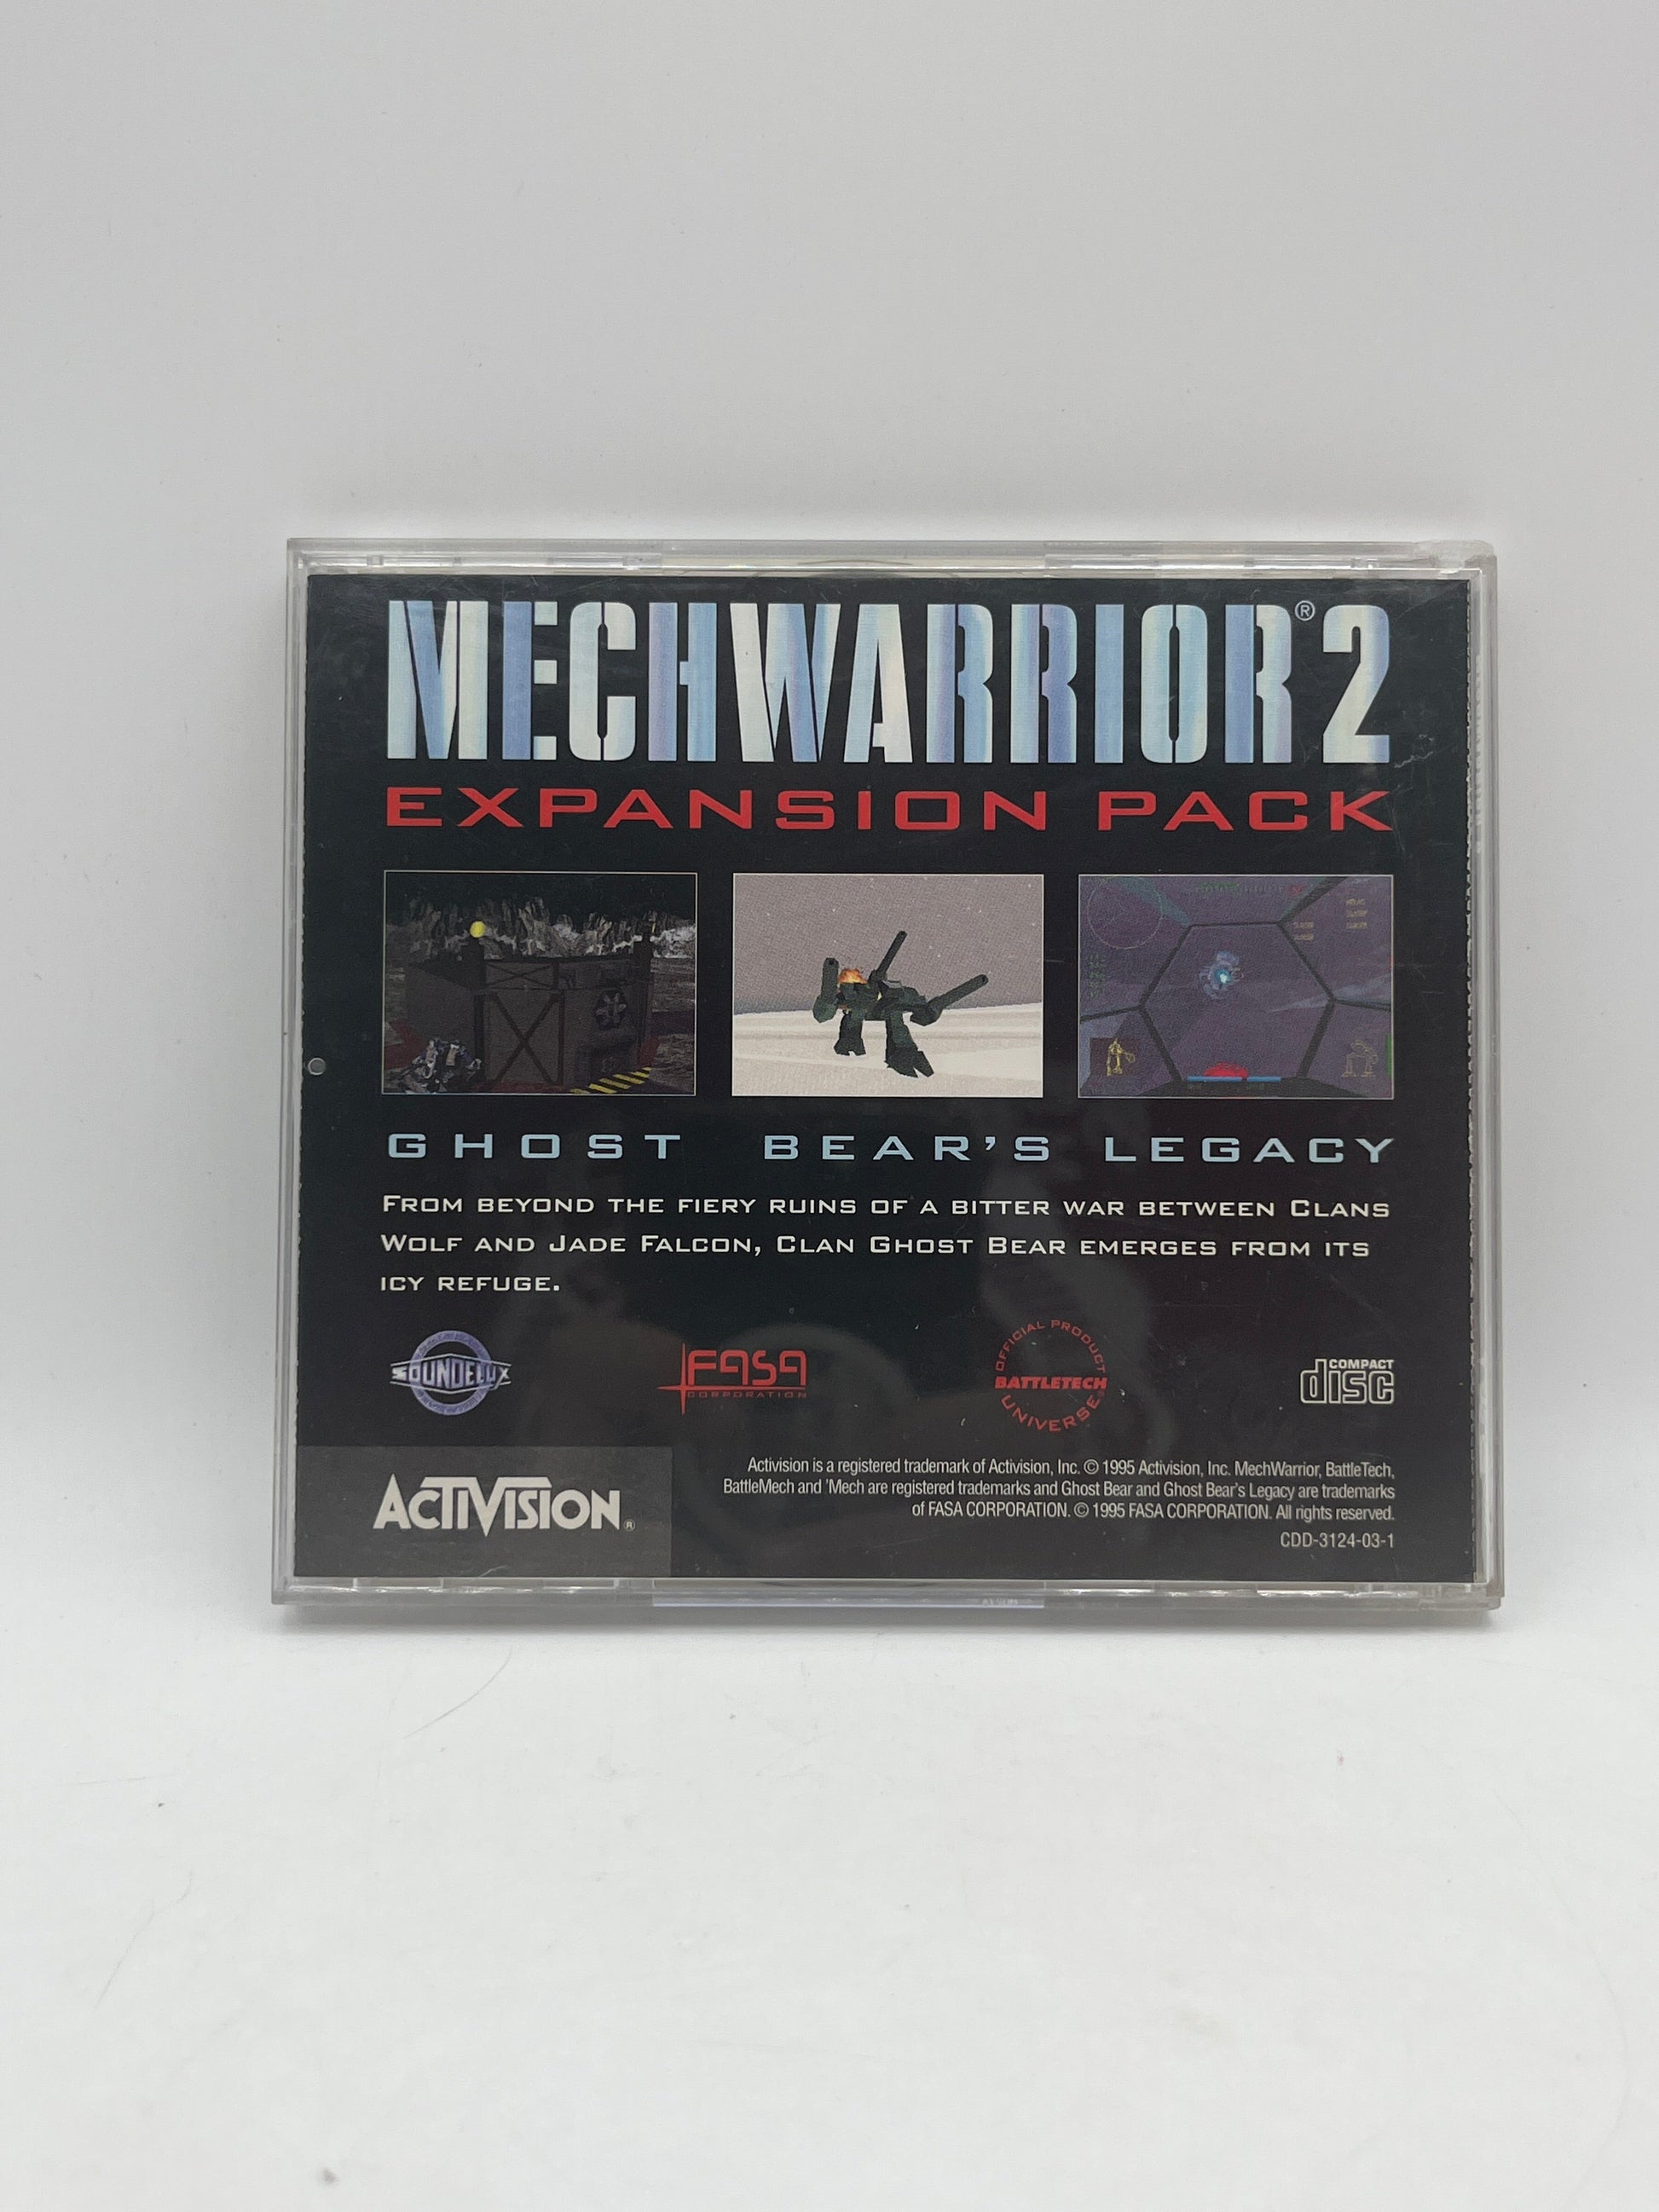 MECHWARRIOR® 2
EXPANSION PACK
GHOST BEAR'S LEGACY
FROM BEYOND THE FIERY RUINS OF A BITTER WAR BETWEEN CLANS
WOLF AND JADE FALCON, CLAN GHOST BEAR EMERGES FROM ITS
ICY REFUGE.
SOUNDELUX
FASA
CORPORATION
OFFICIAL PRODUCT
BATTLETECH®
UNIVERSE
COMPACT
disc
ACTIVISION®
Activision is a registered trademark of Activision, Inc. © 1995 Activision, Inc. MechWarrior, BattleTech,
BattleMech and 'Mech are registered trademarks and Ghost Bear and Ghost Bear's Legacy are trademarks
of FASA CORPORATION. © 1995 FASA CORPORATION. All rights reserved.
CDD-3124-03-1